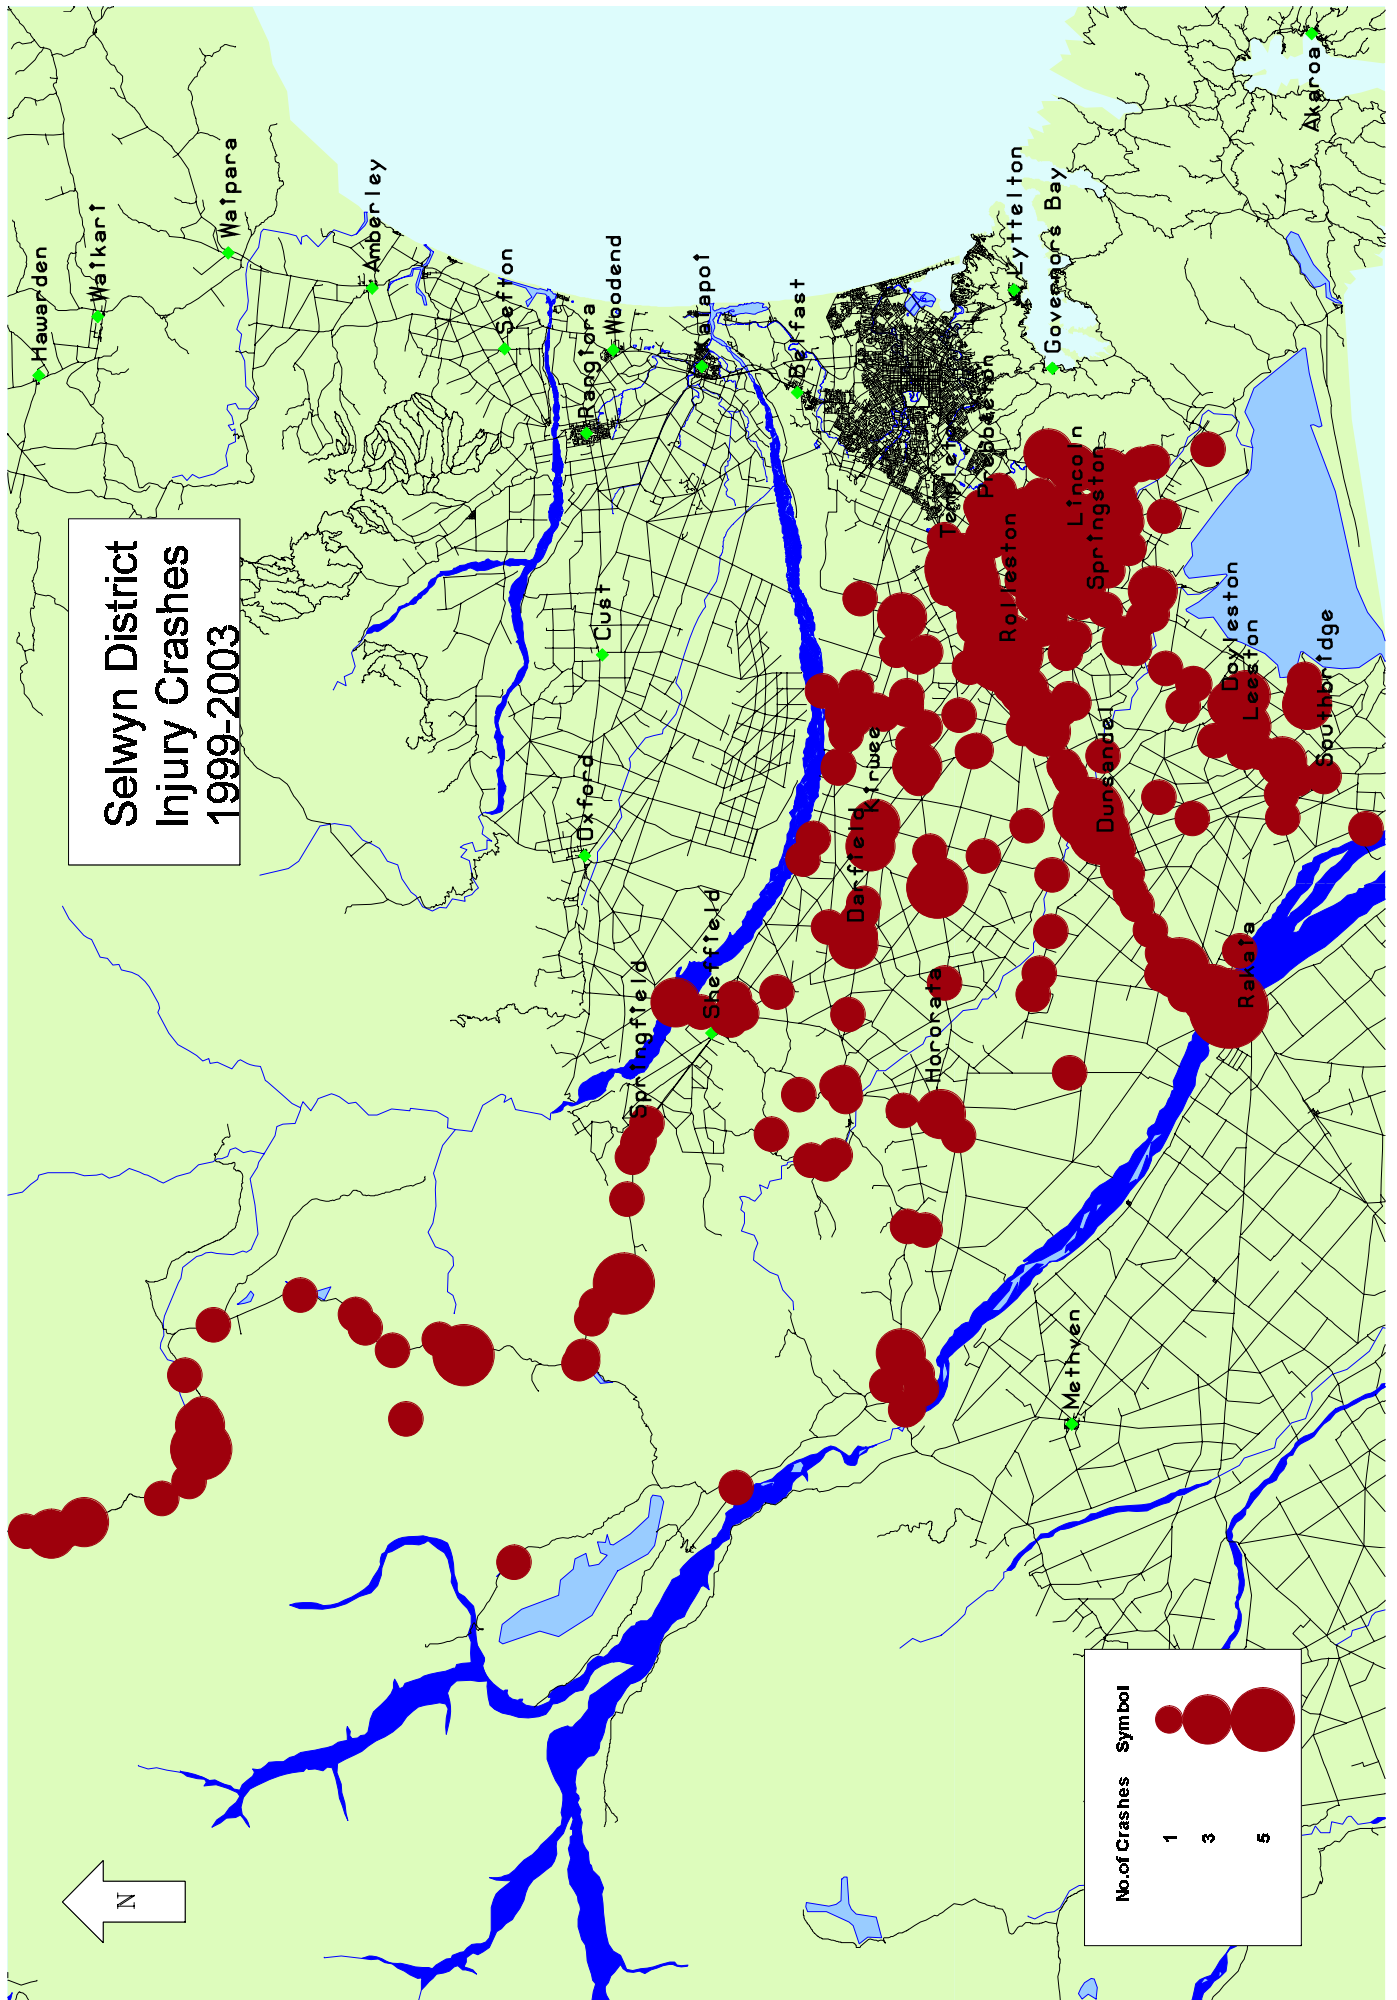 Selwyn District
Injury Crashes
1999-2003
Hawarden
Waikari
Waipara
Amberley
Sefton
Rangiora
Woodend
Kaiapoi
Belfast
Lyttelton
Governors Bay
Akaroa
Cust
Oxford
Templeton
Prebbleton
Lincoln
Springston
Rolleston
Doyleston
Leeston
Southbridge
Kirwee
Darfield
Dunsandel
Sheffield
Springfield
Hororata
Rakaia
Methven
N
No.of Crashes Symbol
1
3
5